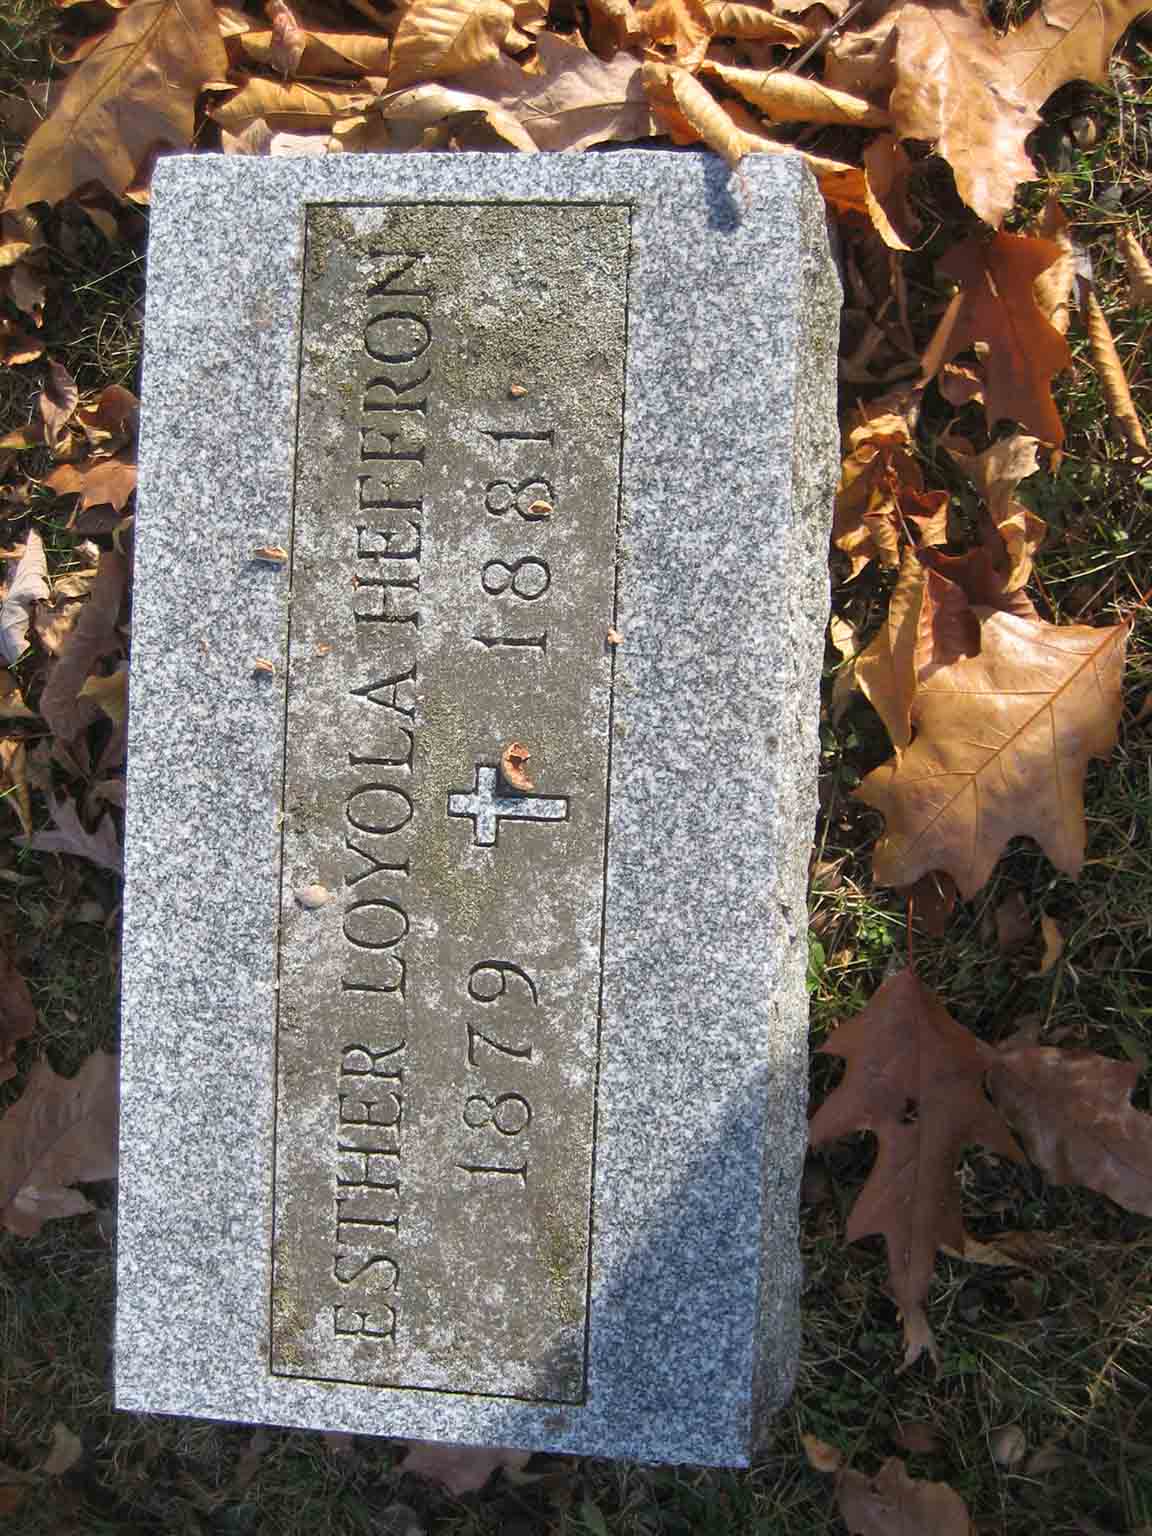 ESTHER LOYOLA HEFFRON
1879 1881